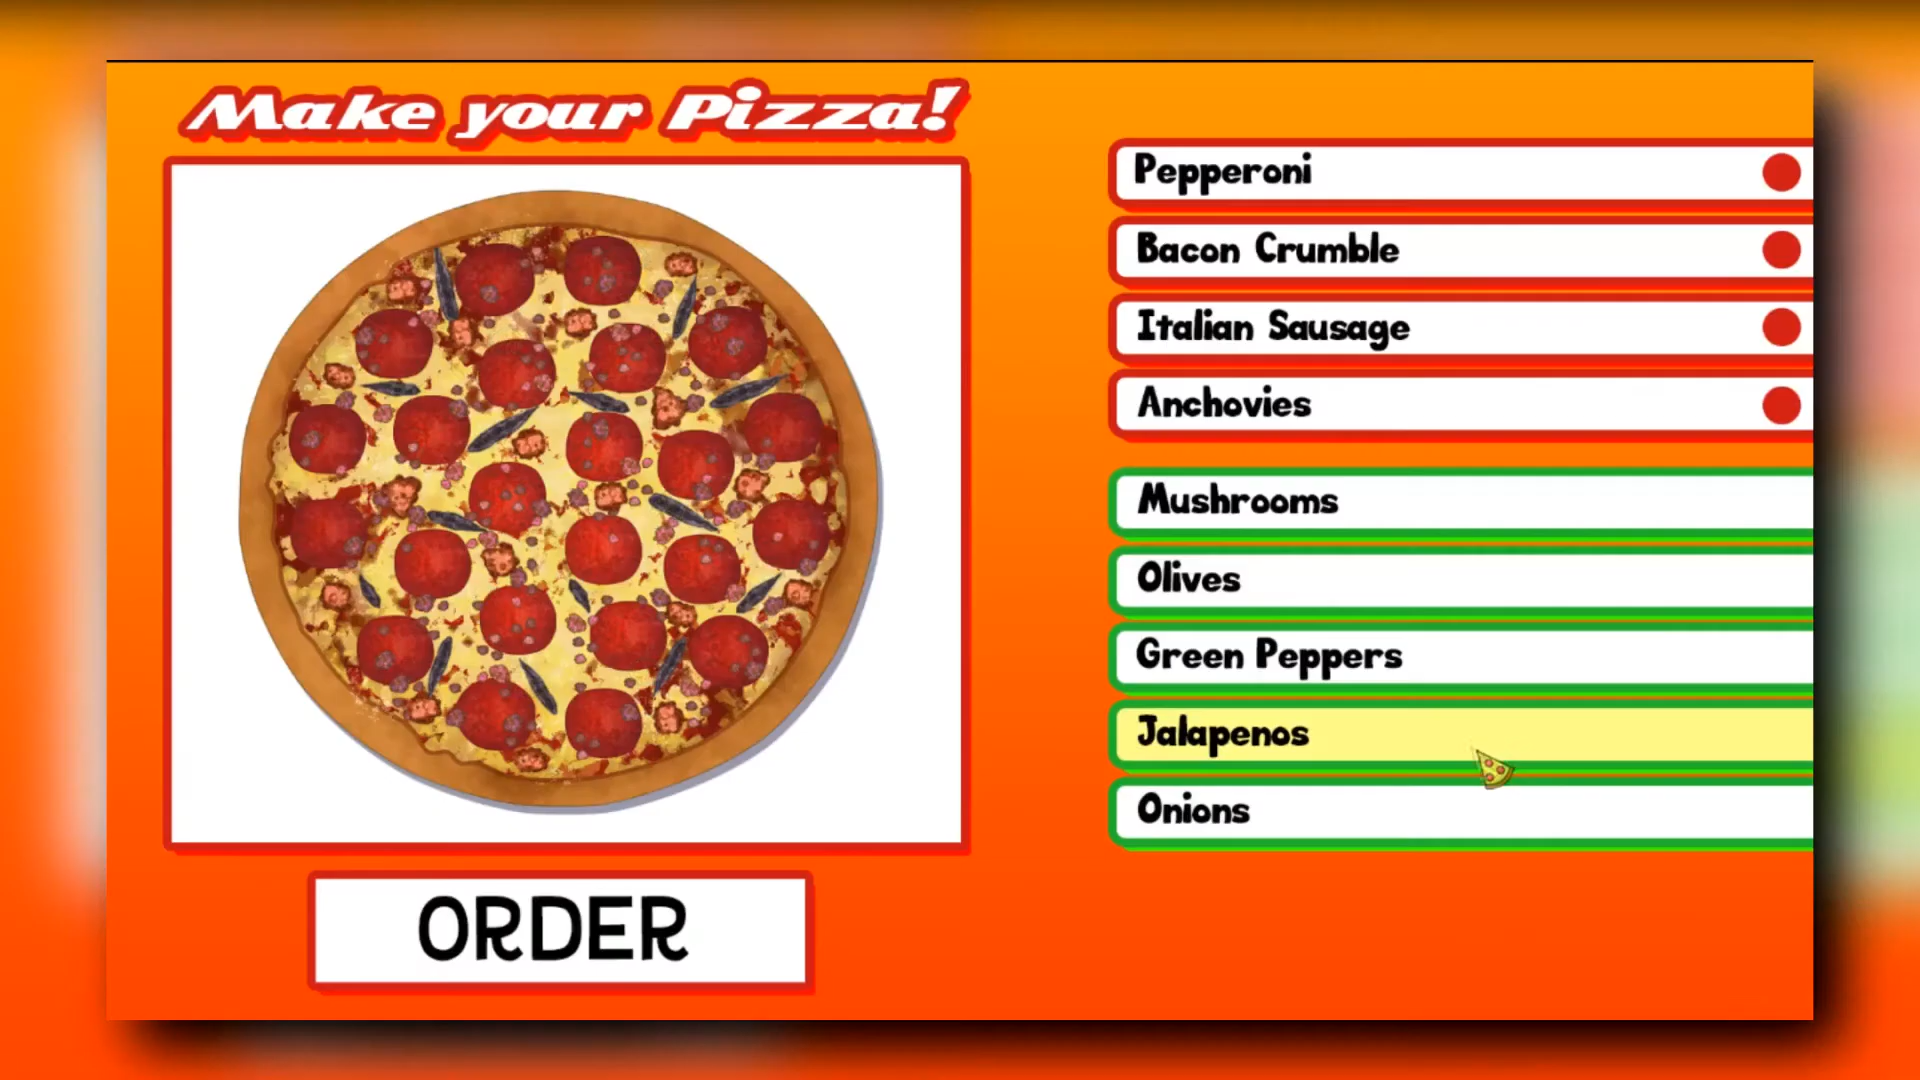 Make your Pizza!
Pepperoni
Bacon Crumble
Italian Sausage
Anchovies
Mushrooms
Olives
Green Peppers
Jalapenos
Onions
ORDER